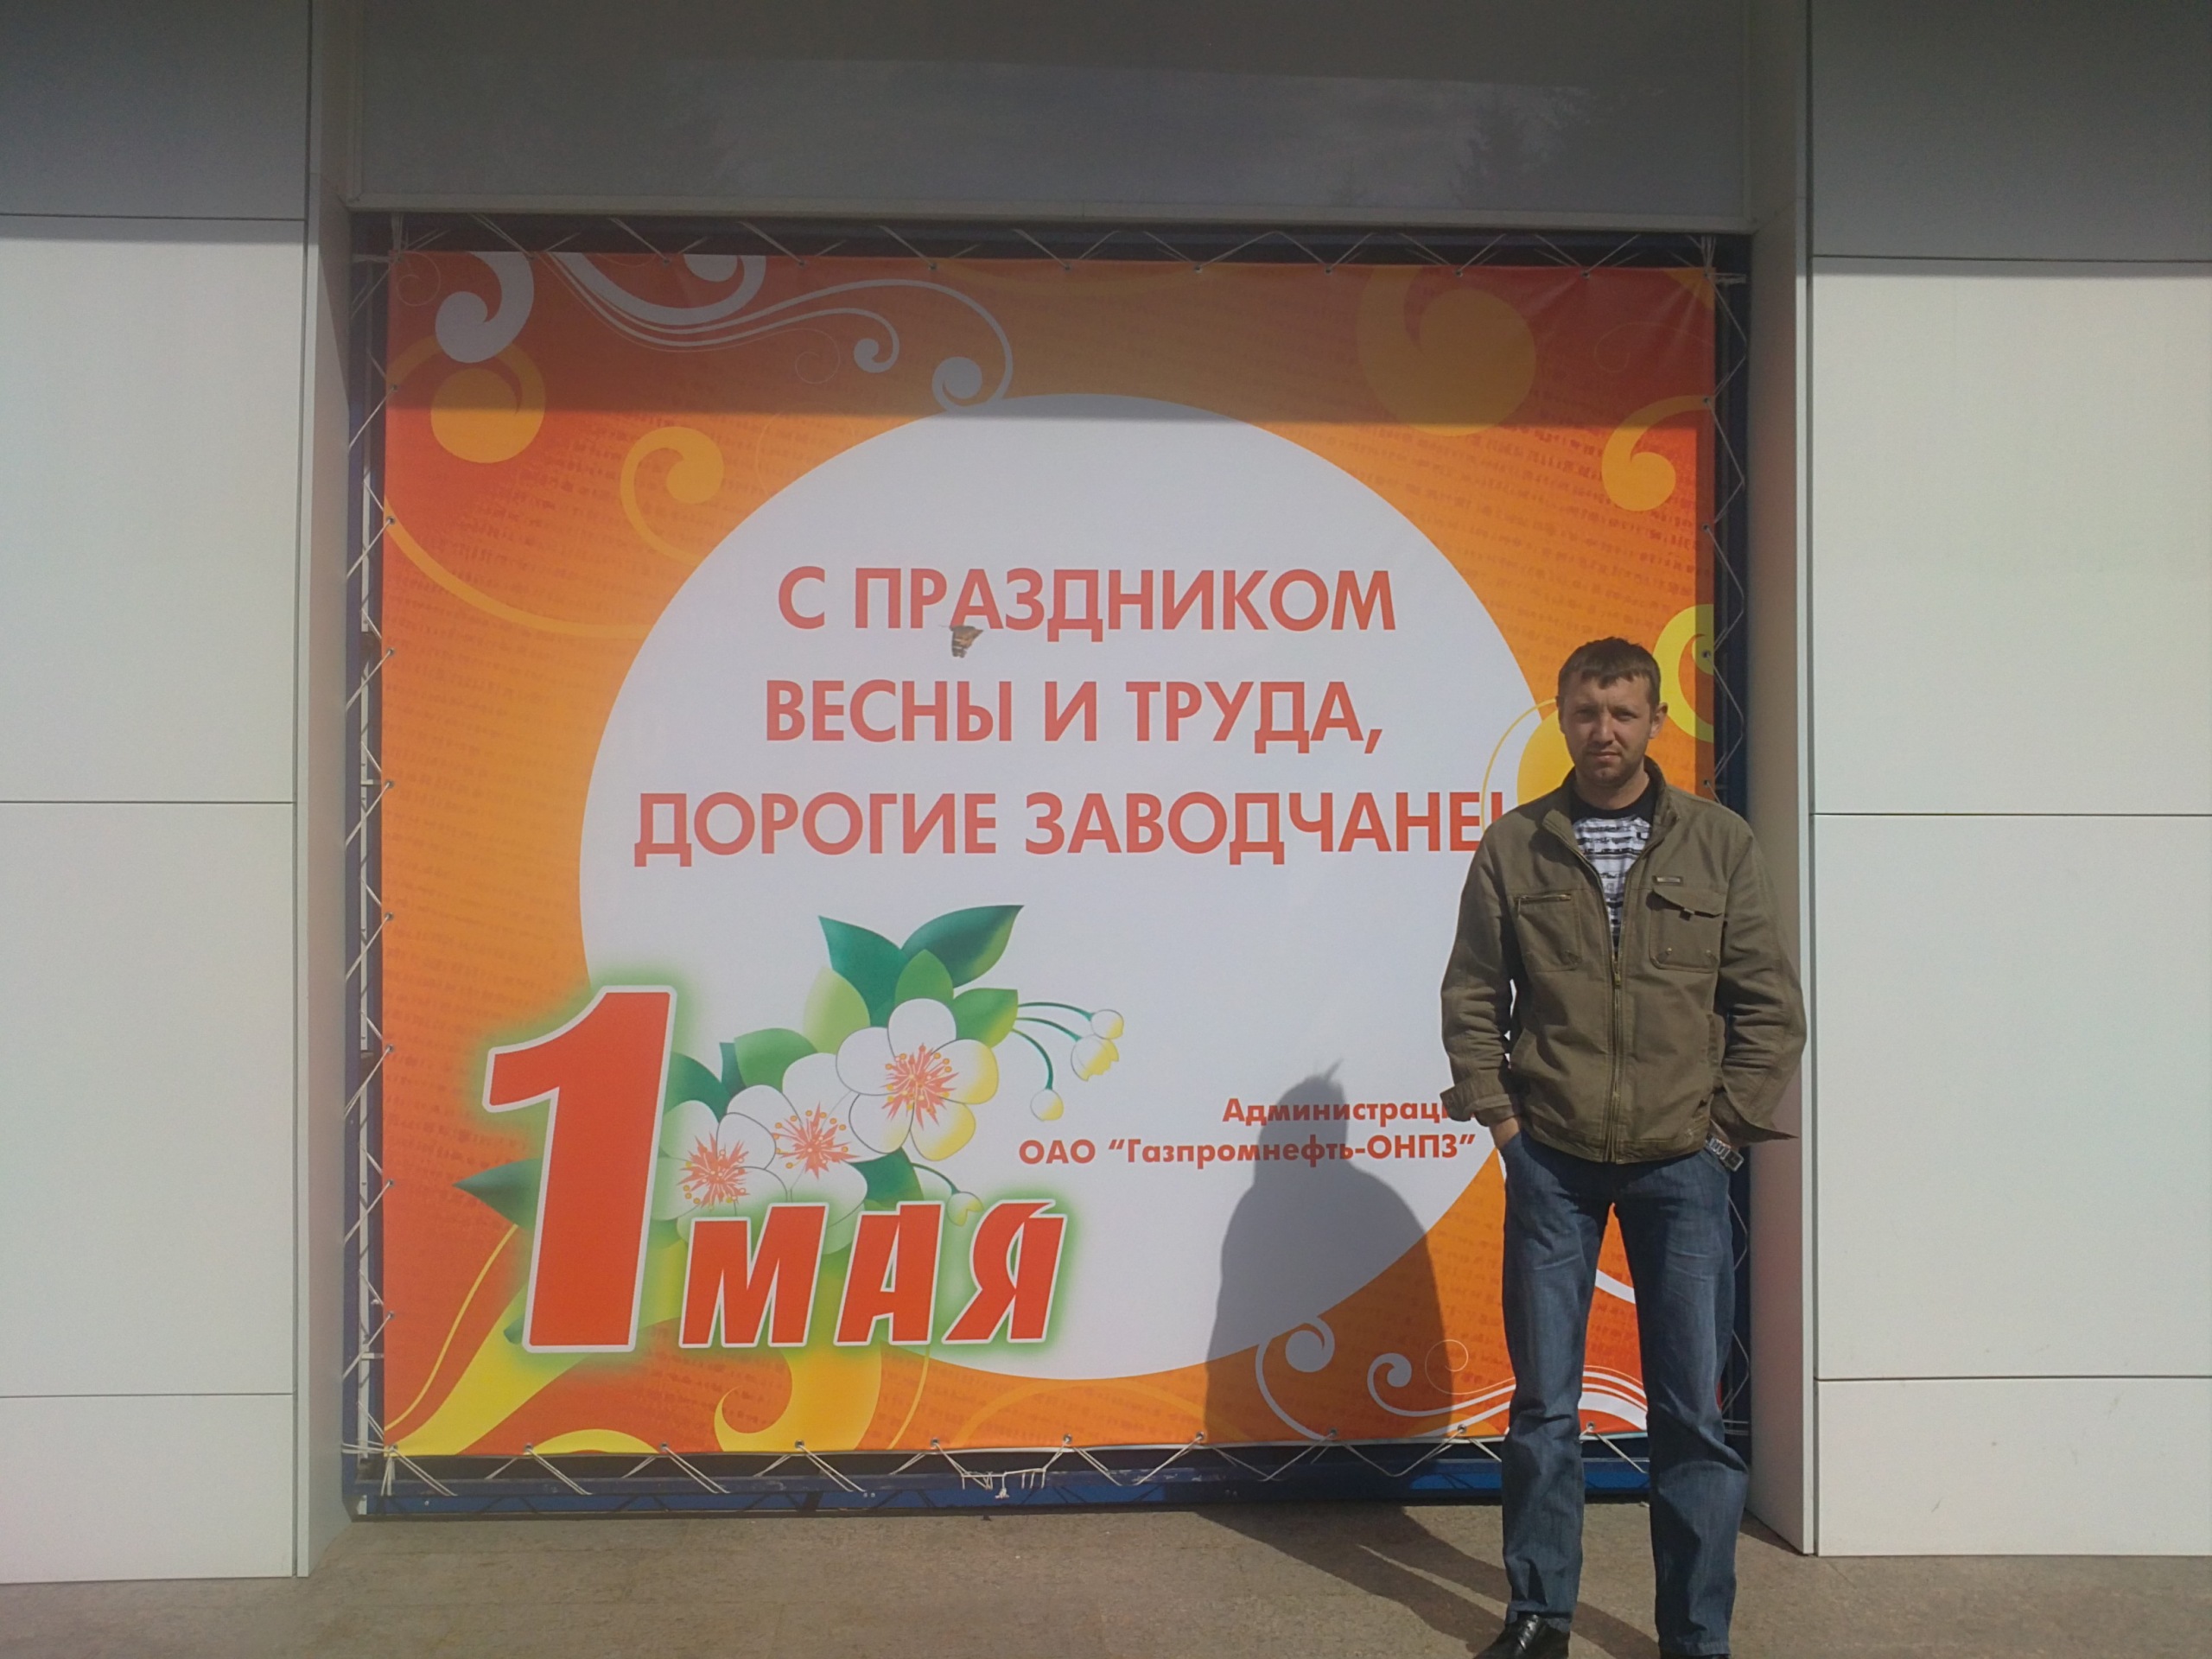 С ПРАЗДНИКОМ
ВЕСНЫ И ТРУДА,
ДОРОГИЕ ЗАВОДЧАНЕ!
ОАО “Газпромнефть-ОНПЗ”
1 МАЯ